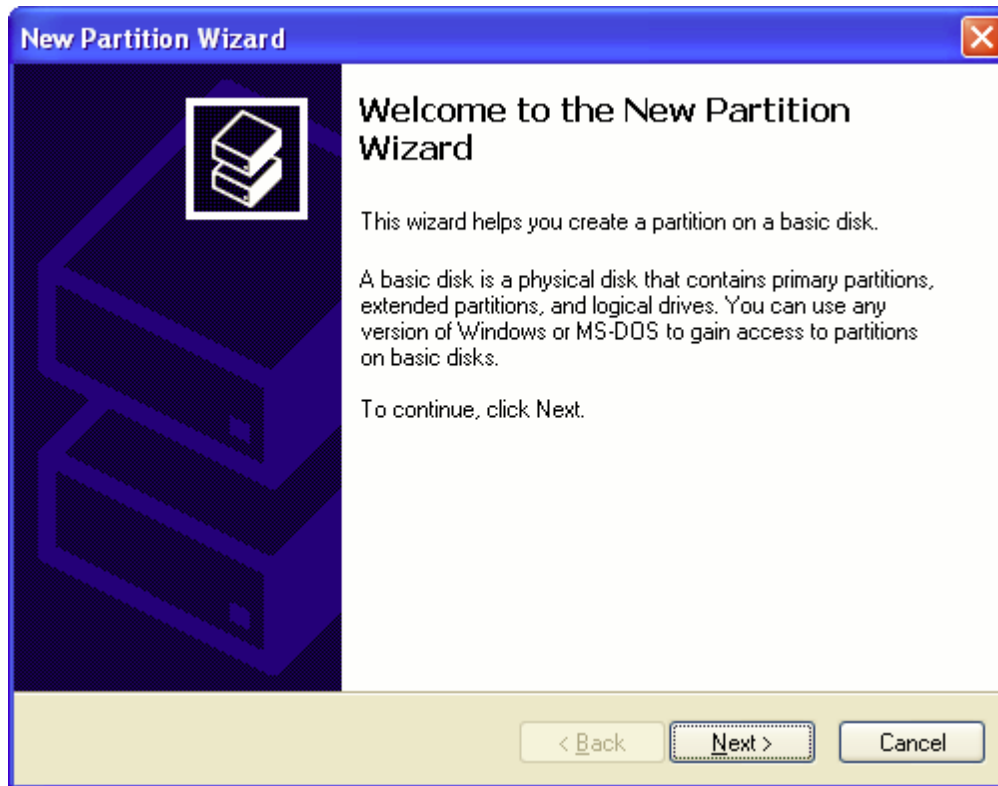 New Partition Wizard
Welcome to the New Partition
Wizard
This wizard helps you create a partition on a basic disk.
A basic disk is a physical disk that contains primary partitions,
extended partitions, and logical drives. You can use any
version of Windows or MS-DOS to gain access to partitions
on basic disks.
To continue, click Next.
< Back
Next >
Cancel